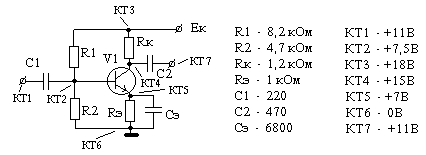 КТ3
Ек
R1
Rк
V1
C1
C2
КТ7
КТ1
КТ2
КТ4
КТ5
R2
Rэ
Сэ
КТ6
R1 - 8,2 кОм
R2 - 4,7 кОм
Rк - 1,2 кОм
Rэ - 1 кОм
C1 - 220
C2 - 470
Сэ - 6800
КТ1 - +11В
КТ2 - +7,5В
КТ3 - +18В
КТ4 - +15В
КТ5 - +7В
КТ6 - 0В
КТ7 - +11В